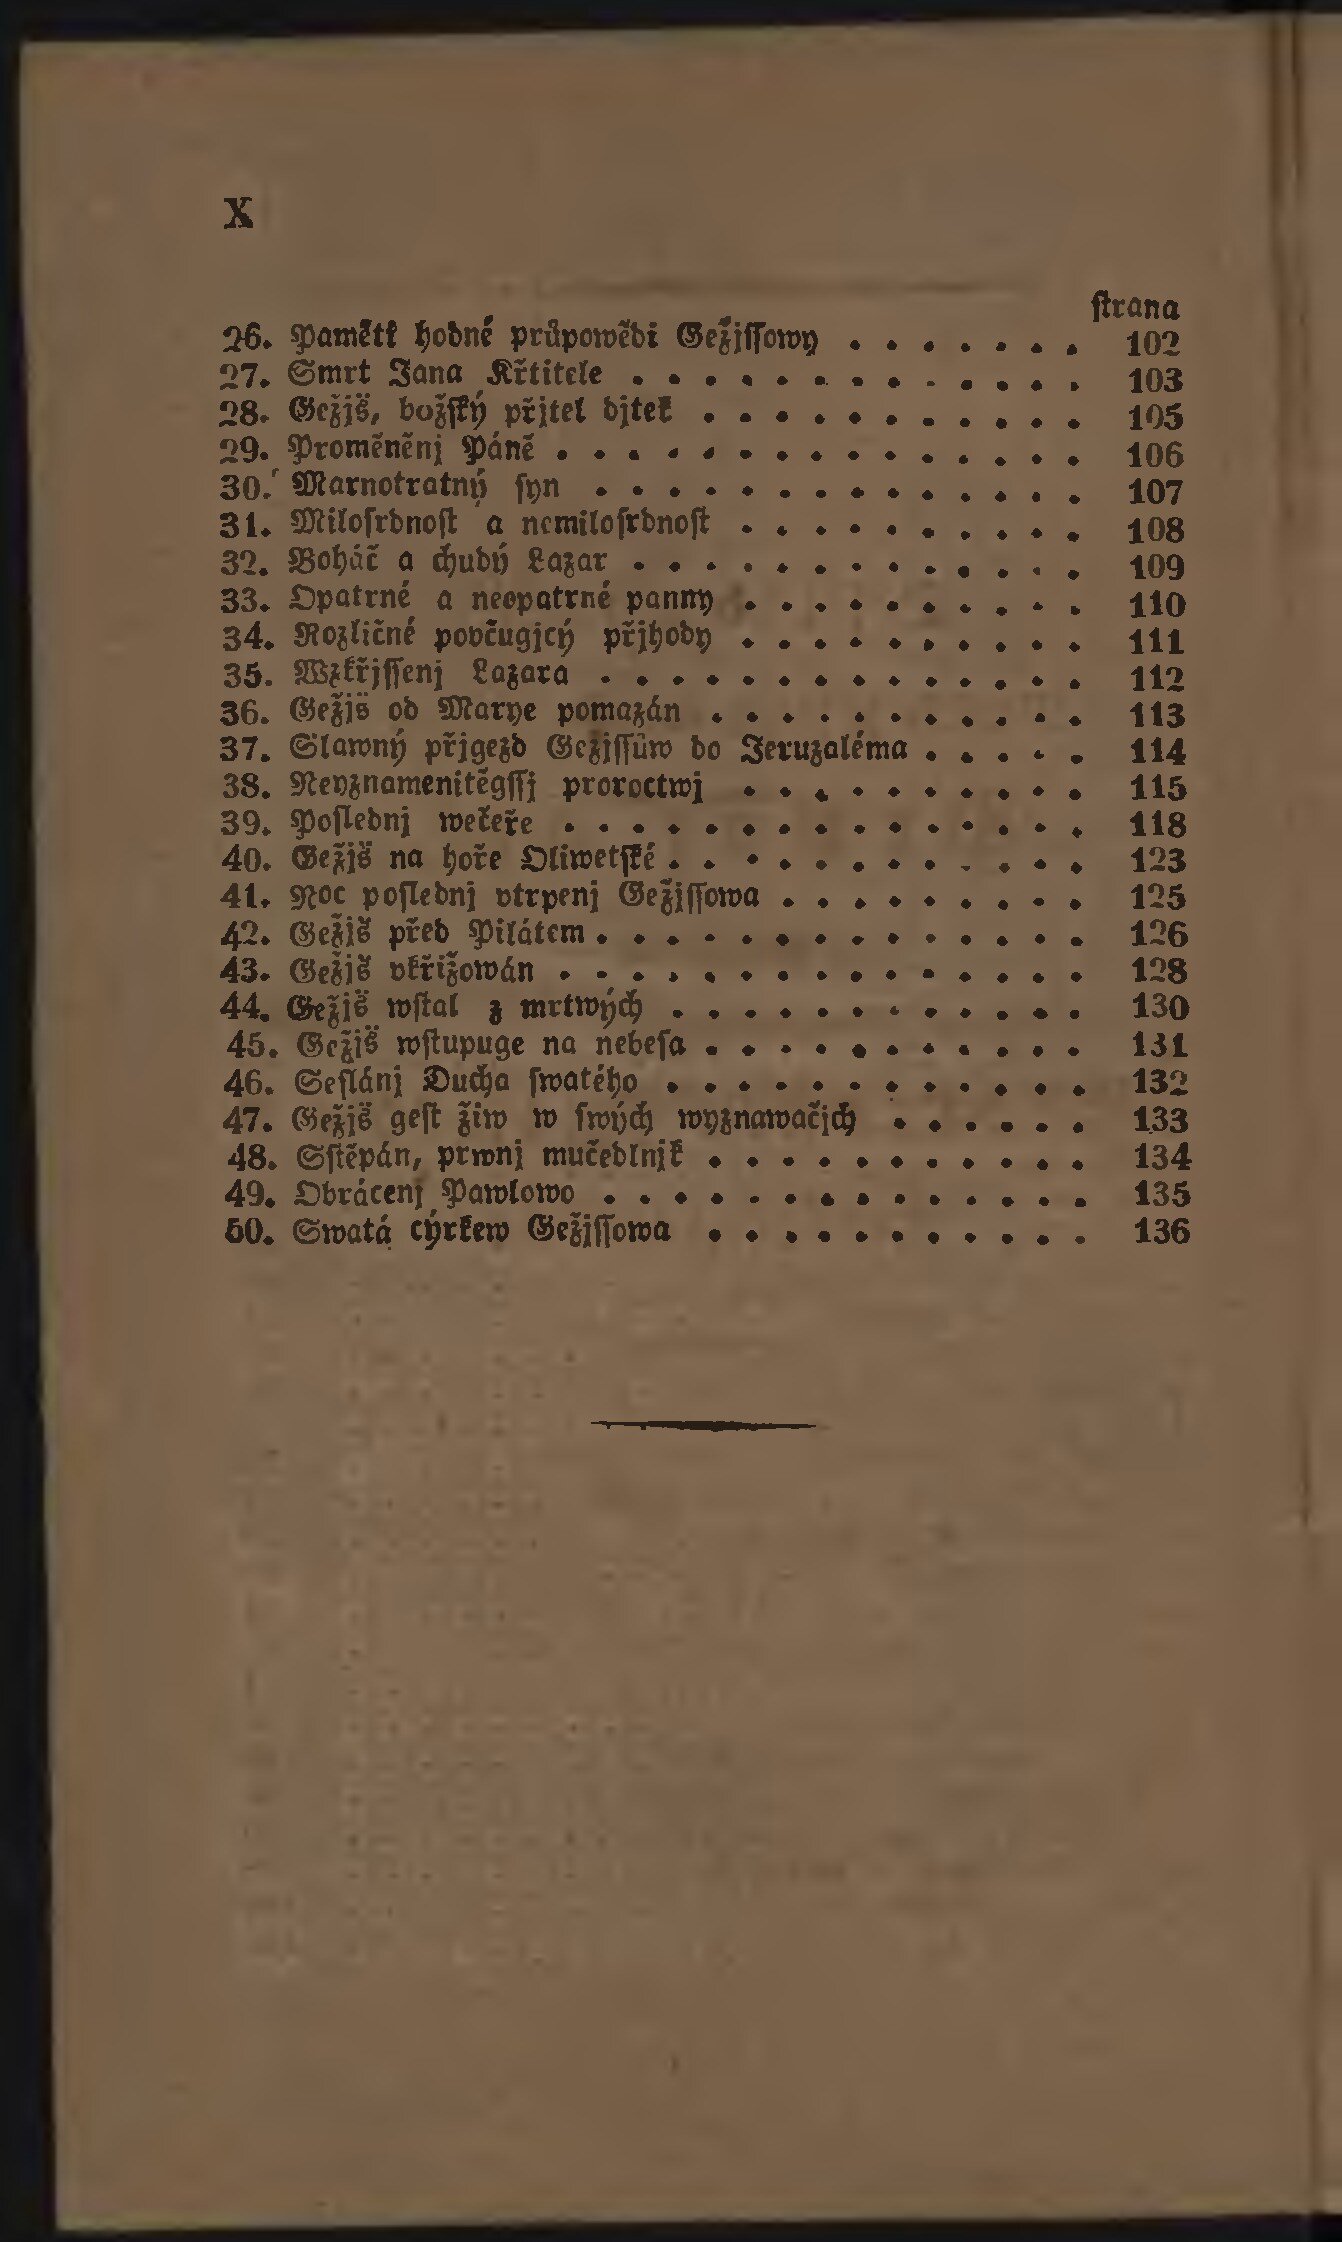 X
ſtrana
26. Pamětſ hodné průpowědi Gežjſſowy . . . . . . . 102
27. Smrt Jana Křtitele . . . . . . . . . . . . . 103
28. Gežjš, božſký přjtel djtek . . . . . . . . . . . 105
29. Proměněnj Páně . . . . . . . . . . . . . . . 106
30. Marnotratný ſyn . . . . . . . . . . . . . . 107
31. Miloſrdnoſt a nemiloſrdnoſt . . . . . . . . . . 108
32. Boháč a chudý Lazar . . . . . . . . . . . . . 109
33. Opatrné a neopatrné panny . . . . . . . . . . 110
34. Rozličné povčugjcý přjhody . . . . . . . . . . 111
35. Wzkřjſſenj Lazara . . . . . . . . . . . . . . 112
36. Gežjš od Marye pomazán . . . . . . . . . . . 113
37. Slawný přjgezd Gežjſſůw do Jeruzaléma . . . . . 114
38. Neyznamenitěgſſj proroctwj . . . . . . . . . . 115
39. Poſlednj wečeře . . . . . . . . . . . . . . . 118
40. Gežjš na hoře Oliwetſké . . . . . . . . . . . . 123
41. Noc poſlednj vtrpenj Gežjſſowa . . . . . . . . . 125
42. Gežjš před Pilátem . . . . . . . . . . . . . . 126
43. Gežjš vkřižowán . . . . . . . . . . . . . . . 128
44. Gežjš wſtal z mrtwých . . . . . . . . . . . . 130
45. Gežjš wſtupuge na nebeſa . . . . . . . . . . . 131
46. Seſlánj Ducha ſwatého . . . . . . . . . . . . 132
47. Gežjš geſt žiw w ſwých wyznawačjch . . . . . . 133
48. Sſtěpán, prwnj mučedlnjk . . . . . . . . . . . 134
49. Obrácenj Pawlowo . . . . . . . . . . . . . . 135
50. Swatá cýrkew Gežjſſowa . . . . . . . . . . . 136